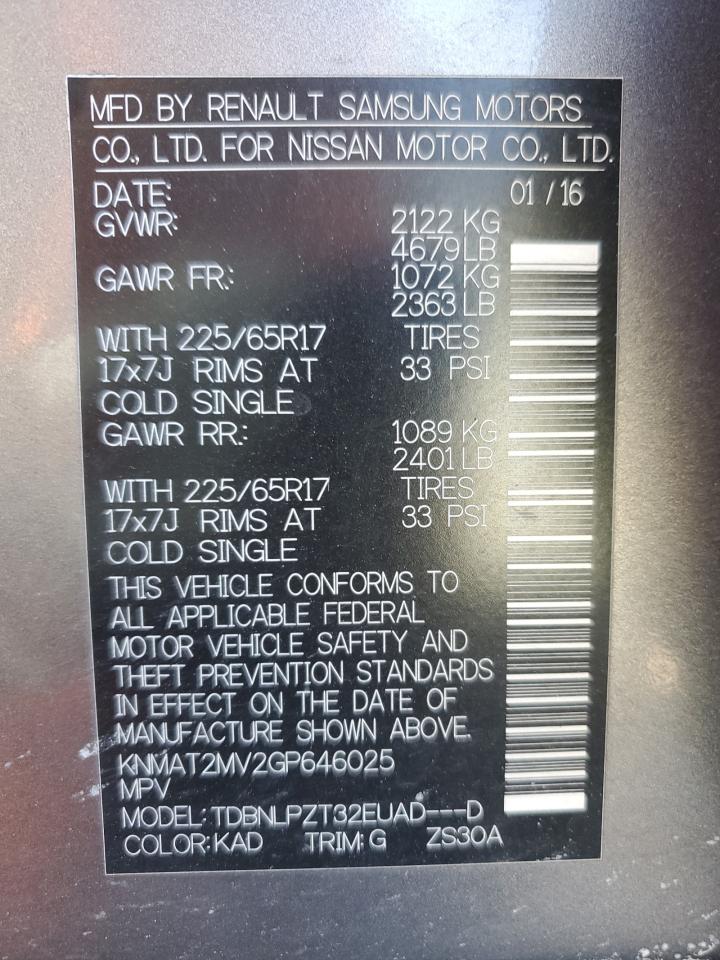 MFD BY RENAULT SAMSUNG MOTORS
CO., LTD. FOR NISSAN MOTOR CO., LTD.
DATE: 01 / 16
GVWR: 2122 KG
4679 LB
GAWR FR.: 1072 KG
2363 LB
WITH 225/65R17 TIRES
17x7J RIMS AT 33 PSI
COLD SINGLE
GAWR RR.: 1089 KG
2401 LB
WITH 225/65R17 TIRES
17x7J RIMS AT 33 PSI
COLD SINGLE
THIS VEHICLE CONFORMS TO
ALL APPLICABLE FEDERAL
MOTOR VEHICLE SAFETY AND
THEFT PREVENTION STANDARDS
IN EFFECT ON THE DATE OF
MANUFACTURE SHOWN ABOVE.
KNMAT2MV2GP646025
MPV
MODEL: TDBNLPZT32EUAD---D
COLOR: KAD TRIM: G ZS30A